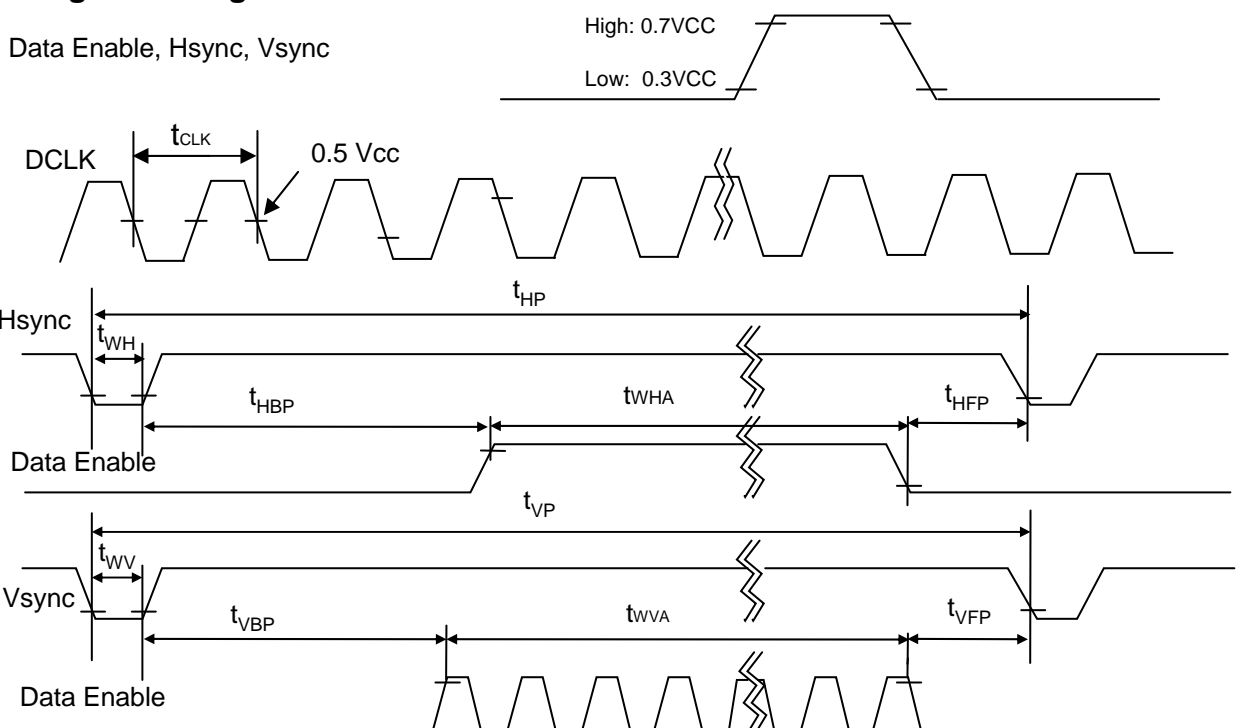 Data Enable, Hsync, Vsync
High: 0.7VCC
Low: 0.3VCC
DCLK
tCLK
0.5 Vcc
Hsync
tHP
tWH
tHBP
tWHA
tHFP
Data Enable
tVP
tWV
Vsync
tVBP
tWVA
tVFP
Data Enable